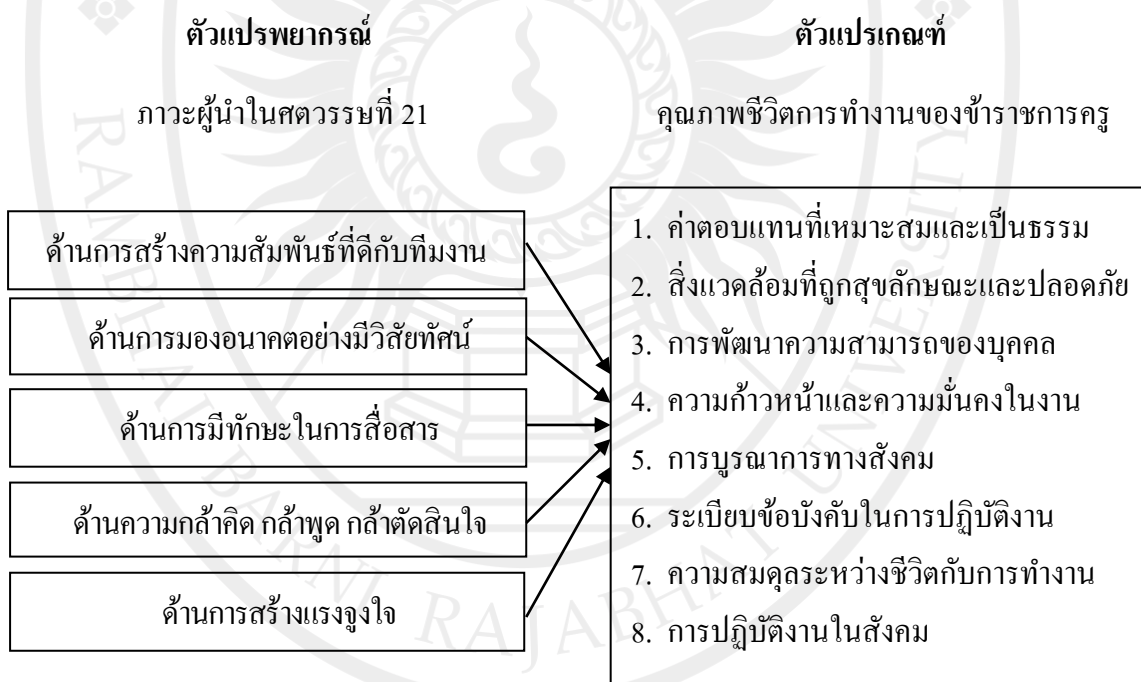 ตัวแปรพยากรณ์
ภาวะผู้นำในศตวรรษที่ 21
ด้านการสร้างความสัมพันธ์ที่ดีกับทีมงาน
ด้านการมองอนาคตอย่างมีวิสัยทัศน์
ด้านการมีทักษะในการสื่อสาร
ด้านความกล้าคิด กล้าพูด กล้าตัดสินใจ
ด้านการสร้างแรงจูงใจ
ตัวแปรเกณฑ์
คุณภาพชีวิตการทำงานของข้าราชการครู
1. ค่าตอบแทนที่เหมาะสมและเป็นธรรม
2. สิ่งแวดล้อมที่ถูกสุขลักษณะและปลอดภัย
3. การพัฒนาความสามารถของบุคคล
4. ความก้าวหน้าและความมั่นคงในงาน
5. การบูรณาการทางสังคม
6. ระเบียบข้อบังคับในการปฏิบัติงาน
7. ความสมดุลระหว่างชีวิตกับการทำงาน
8. การปฏิบัติงานในสังคม
RAMBHAI BARNI RAJABHAT UNIVERSITY